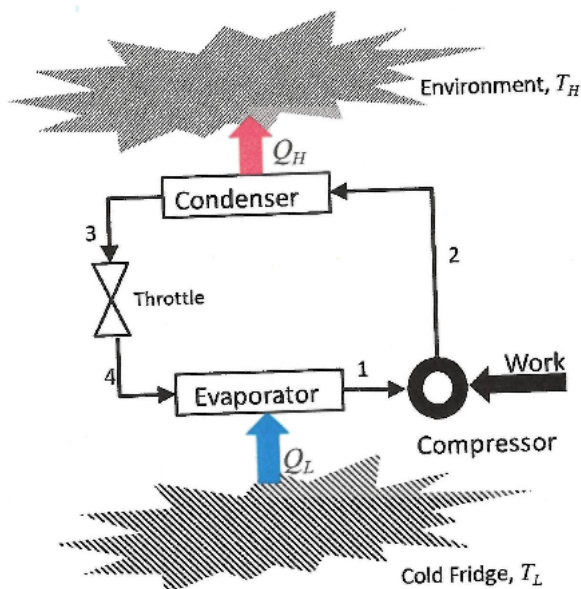 Environment, T_H
Q_H
Condenser
3
2
Throttle
4
Evaporator
1
Work
Compressor
Q_L
Cold Fridge, T_L